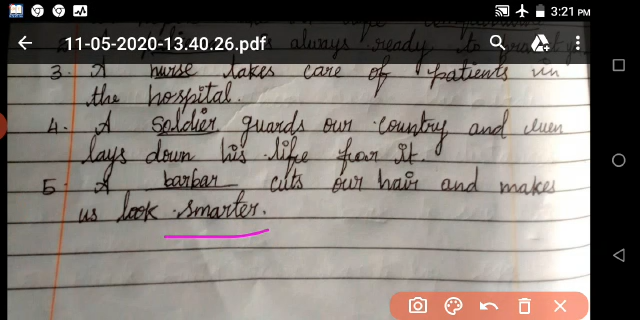 3:21 PM
11-05-2020-13.40.26.pdf
always ready to
3. A nurse takes care of patients in
the hospital.
4. A soldier guards our country and even
lays down his life for it.
5. A barbar cuts our hair and makes
us look smarter.